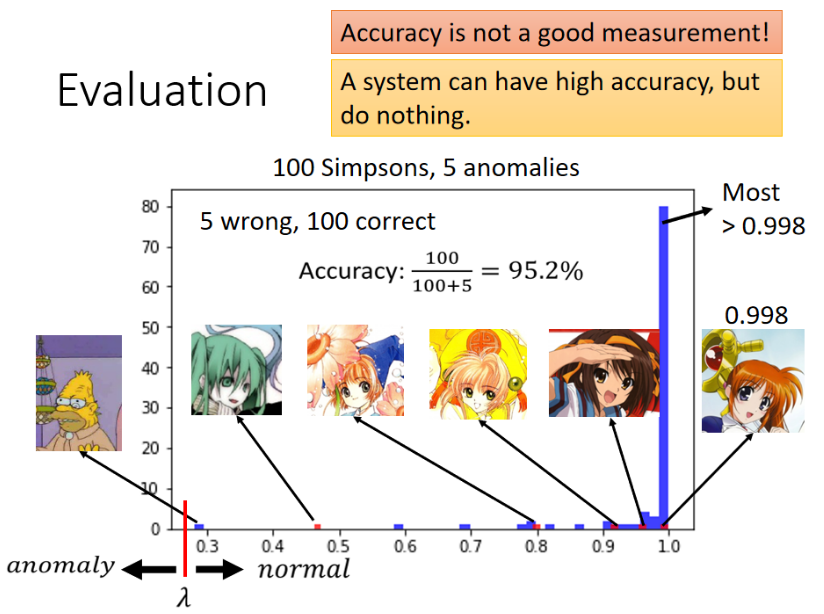 Accuracy is not a good measurement!
Evaluation
A system can have high accuracy, but
do nothing.
100 Simpsons, 5 anomalies
80
70
60
50
40
30
20
10
0
5 wrong, 100 correct
Accuracy: 100/100+5 = 95.2%
Most
> 0.998
0.998
0.3 0.4 0.5 0.6 0.7 0.8 0.9 1.0
anomaly normal
λ